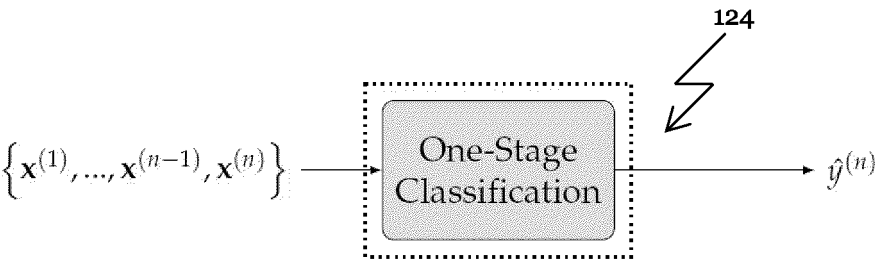 124
{x^(1), ..., x^(n−1), x^(n)}
One-Stage
Classification
ŷ^(n)